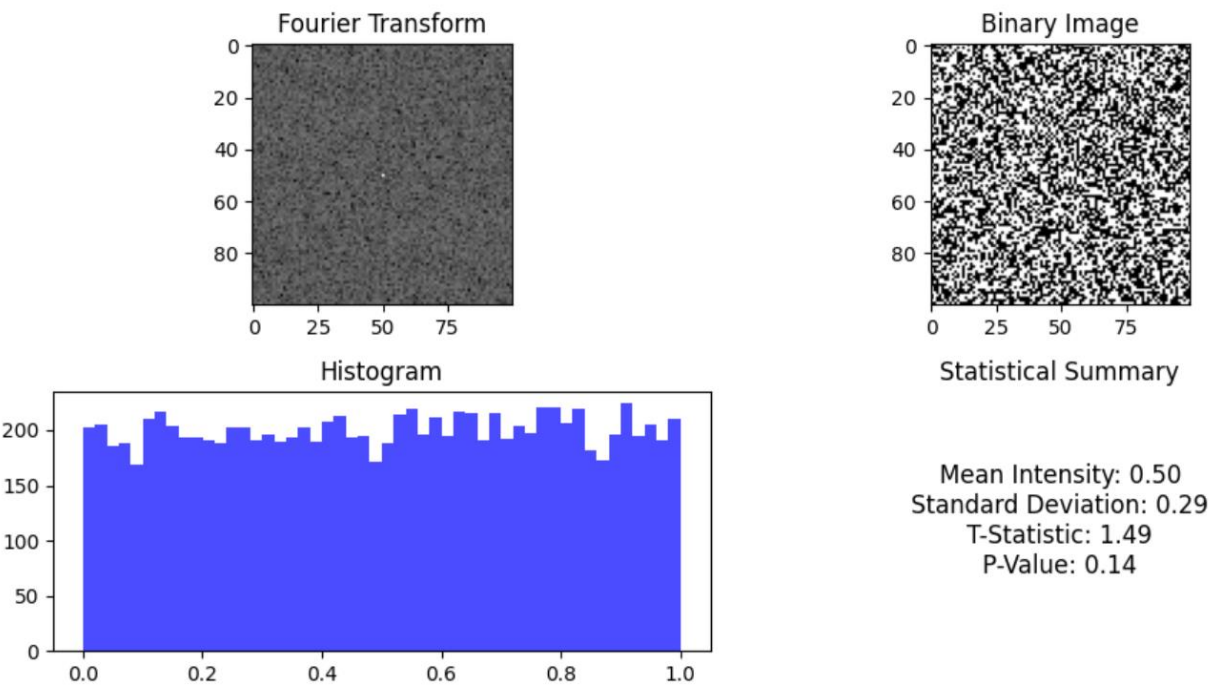 Fourier Transform
0
20
40
60
80
0 25 50 75
Binary Image
0
20
40
60
80
0 25 50 75
Histogram
200
150
100
50
0
0.0 0.2 0.4 0.6 0.8 1.0
Statistical Summary
Mean Intensity: 0.50
Standard Deviation: 0.29
T-Statistic: 1.49
P-Value: 0.14